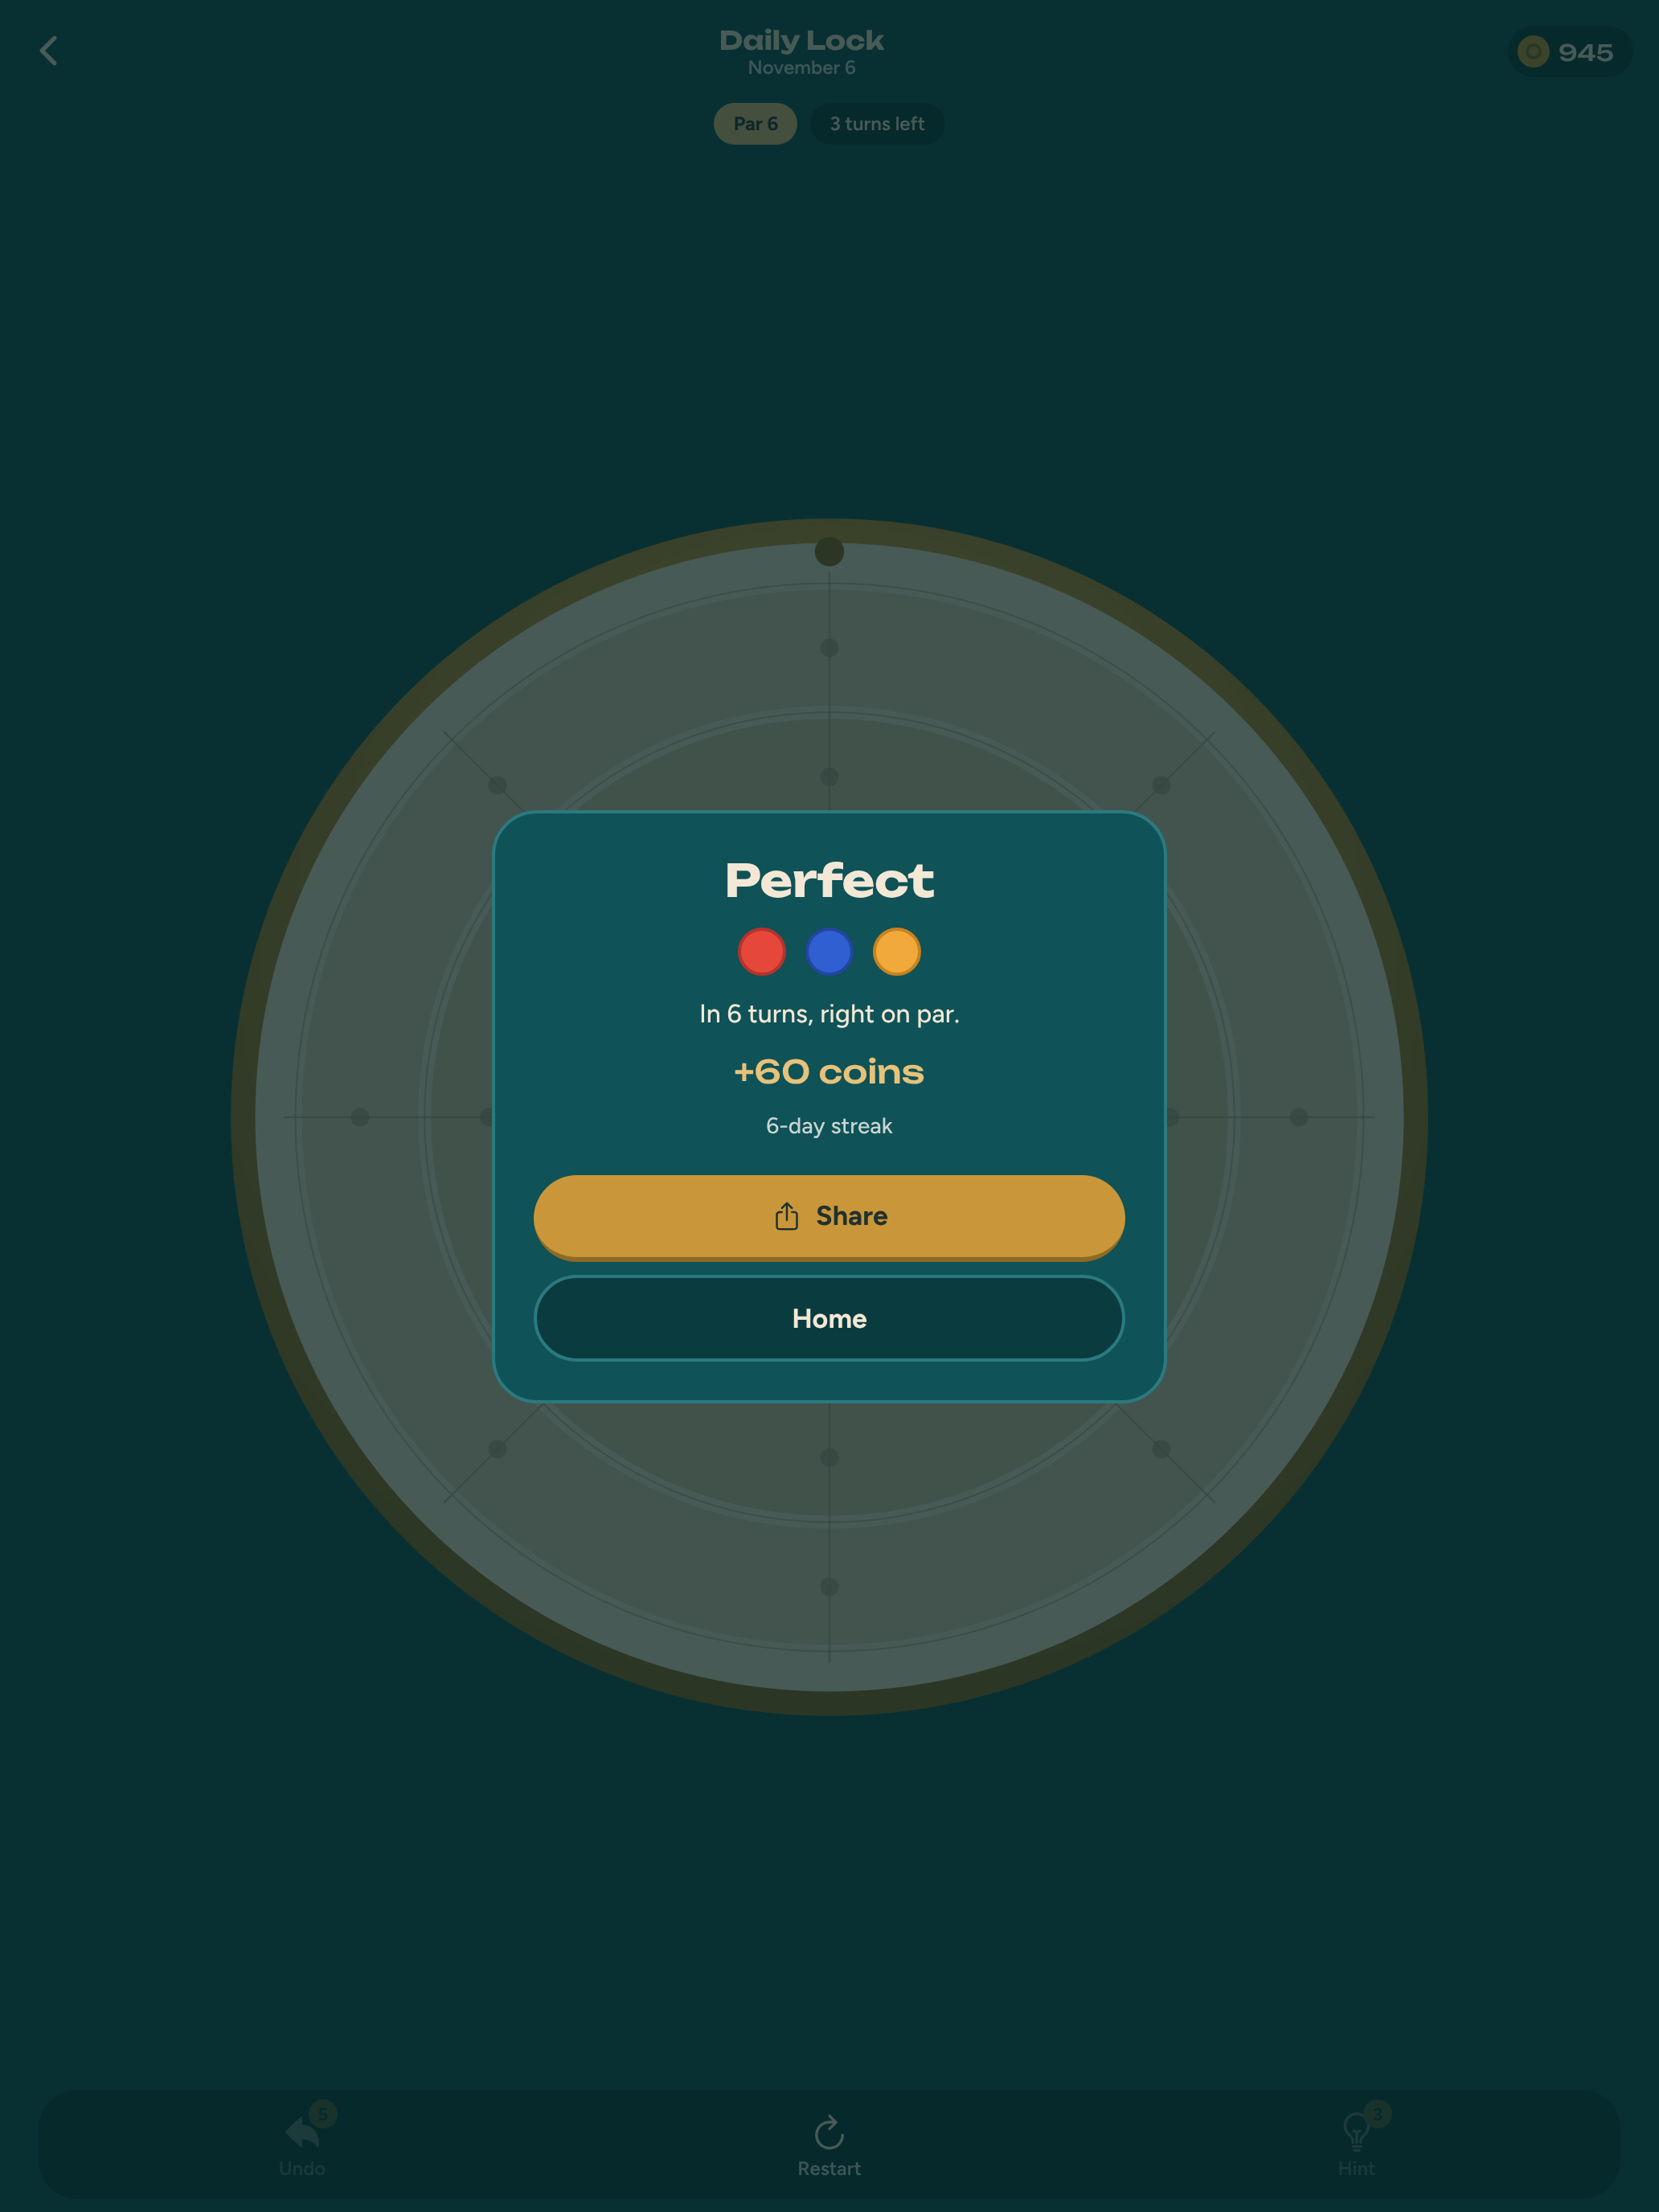 Daily Lock
November 6
945
Par 6
3 turns left
Perfect
In 6 turns, right on par.
+60 coins
6-day streak
Share
Home
5
Undo
Restart
3
Hint